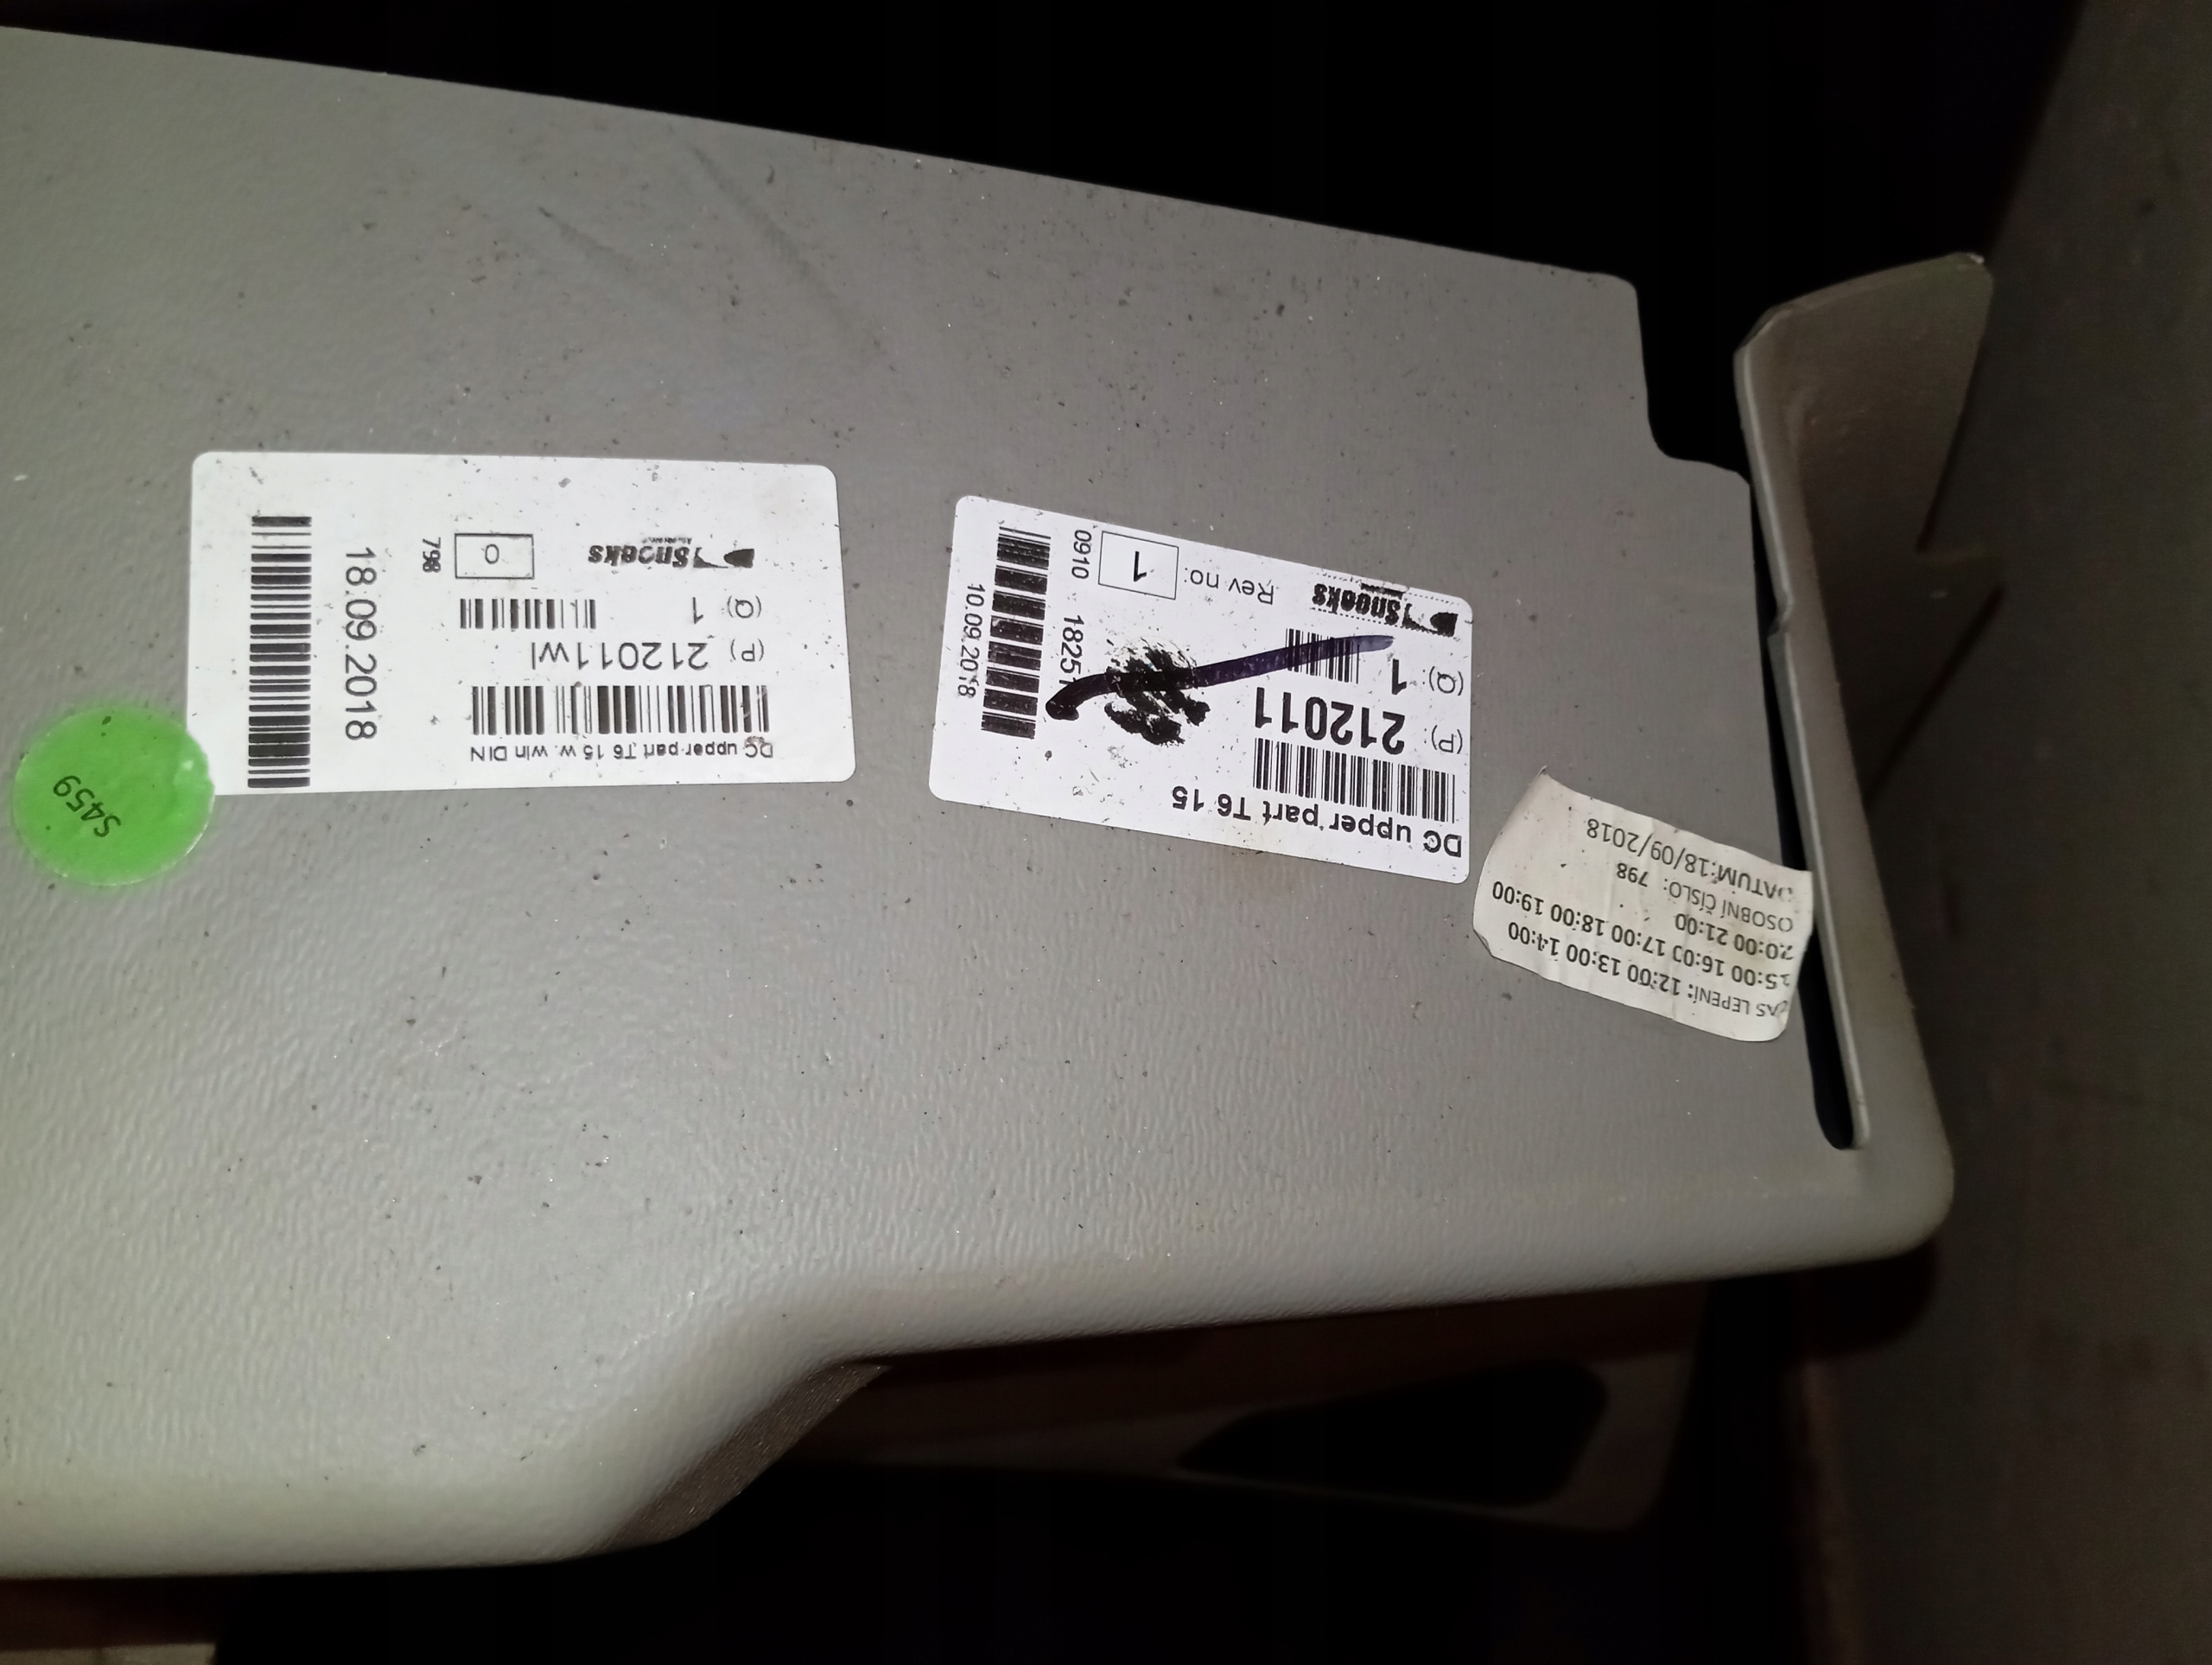 DC upper part T6 15 w. win DIN
(P) 212011wl
(Q) 1
Snoeks
0
798
18.09.2018
S459
DC upper part T6 15
(P): 212011
(Q): 1
Snoeks
Rev no: 1
0910
10.09.2018
LEPENÍ: 12:00 13:00 14:00
15:00 16:00 17:00 18:00 19:00
20:00 21:00
OSOBNÍ ČÍSLO: 798
DATUM:18/09/2018